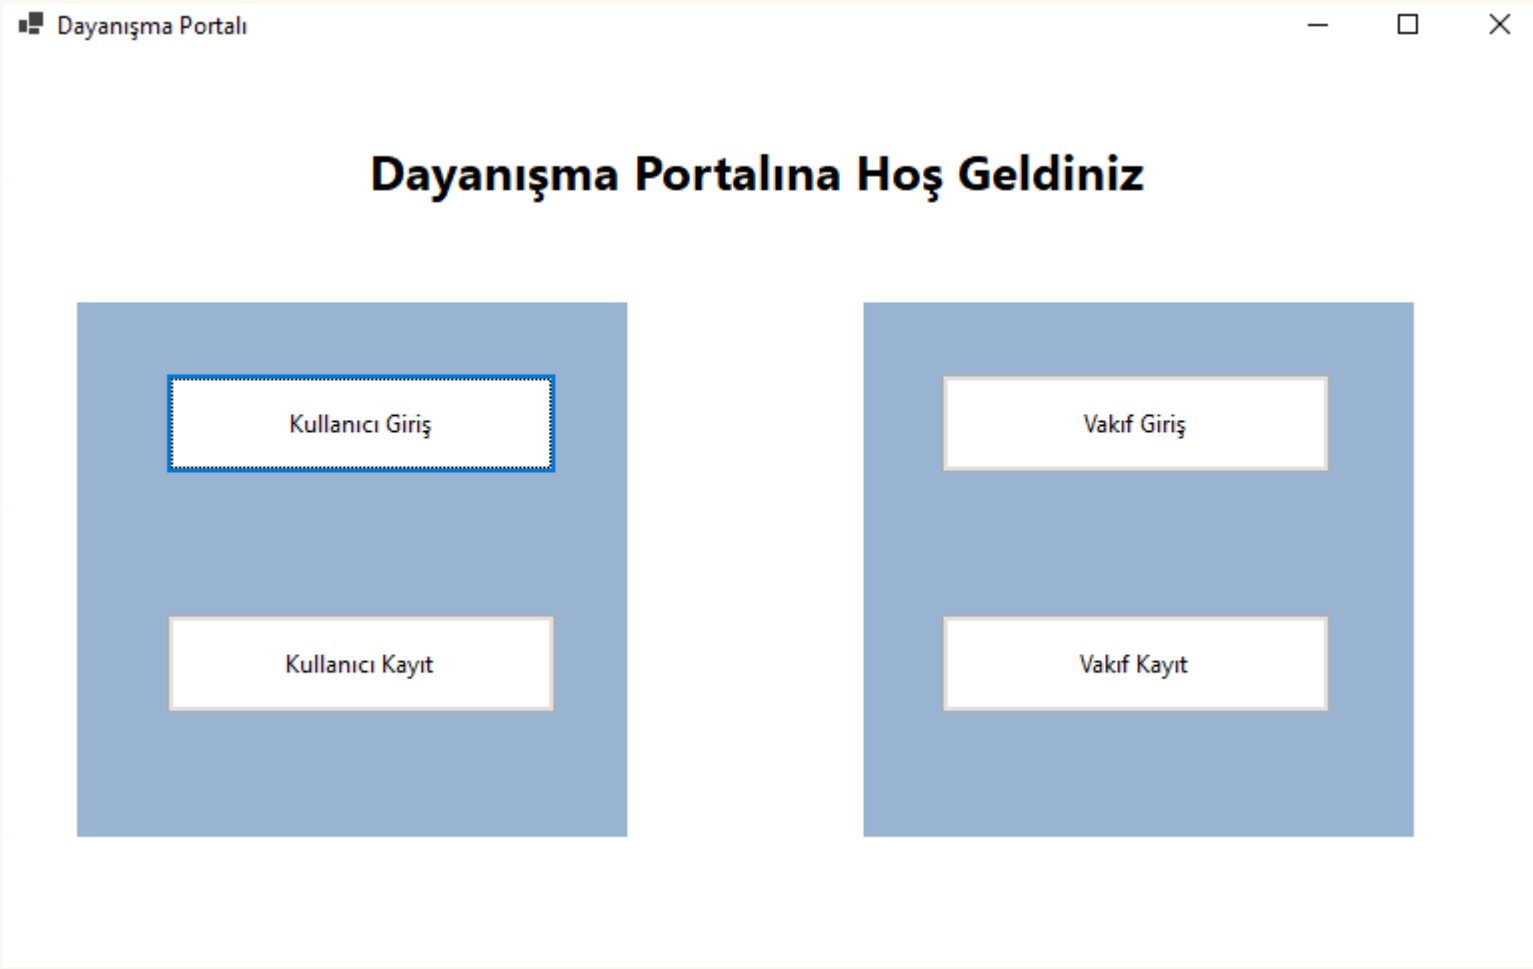 Dayanışma Portalı
Dayanışma Portalına Hoş Geldiniz
Kullanıcı Giriş
Vakıf Giriş
Kullanıcı Kayıt
Vakıf Kayıt